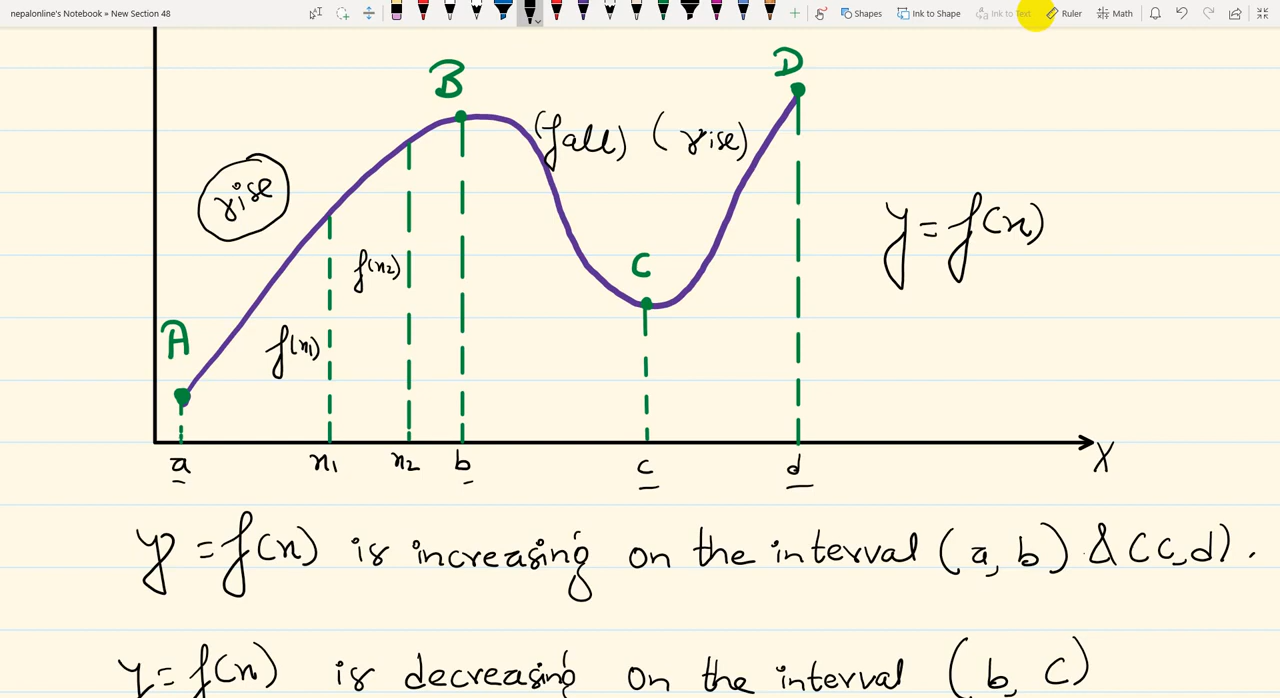 nepalonline's Notebook » New Section 48
Shapes Ink to Shape Ink to Text Ruler Math
B
D
(fall) (rise)
rise
y = f(x)
C
f(x2)
A
f(x1)
a x1 x2 b c d X
y = f(x) is increasing on the interval (a, b) & (c, d).
y = f(x) is decreasing on the interval (b, c)